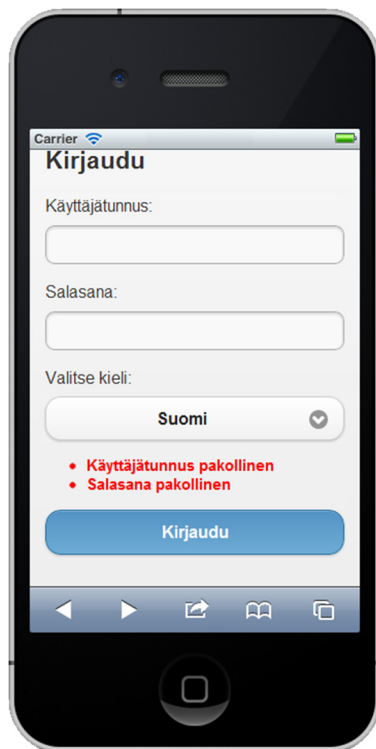 Carrier
Kirjaudu
Käyttäjätunnus:
Salasana:
Valitse kieli:
Suomi
Käyttäjätunnus pakollinen
Salasana pakollinen
Kirjaudu